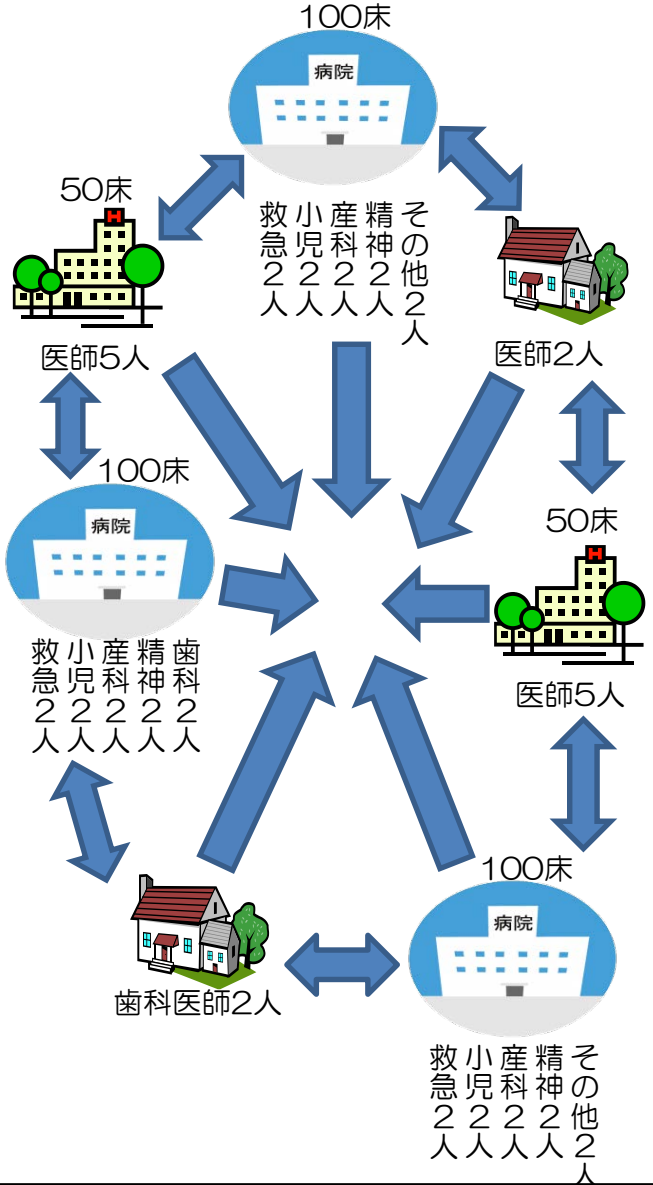 100床
病院
50床
救急2人
小児2人
産科2人
精神2人
その他2人
医師5人
医師2人
100床
病院
50床
救急2人
小児2人
産科2人
精神2人
歯科2人
医師5人
100床
病院
歯科医師2人
救急2人
小児2人
産科2人
精神2人
その他2人